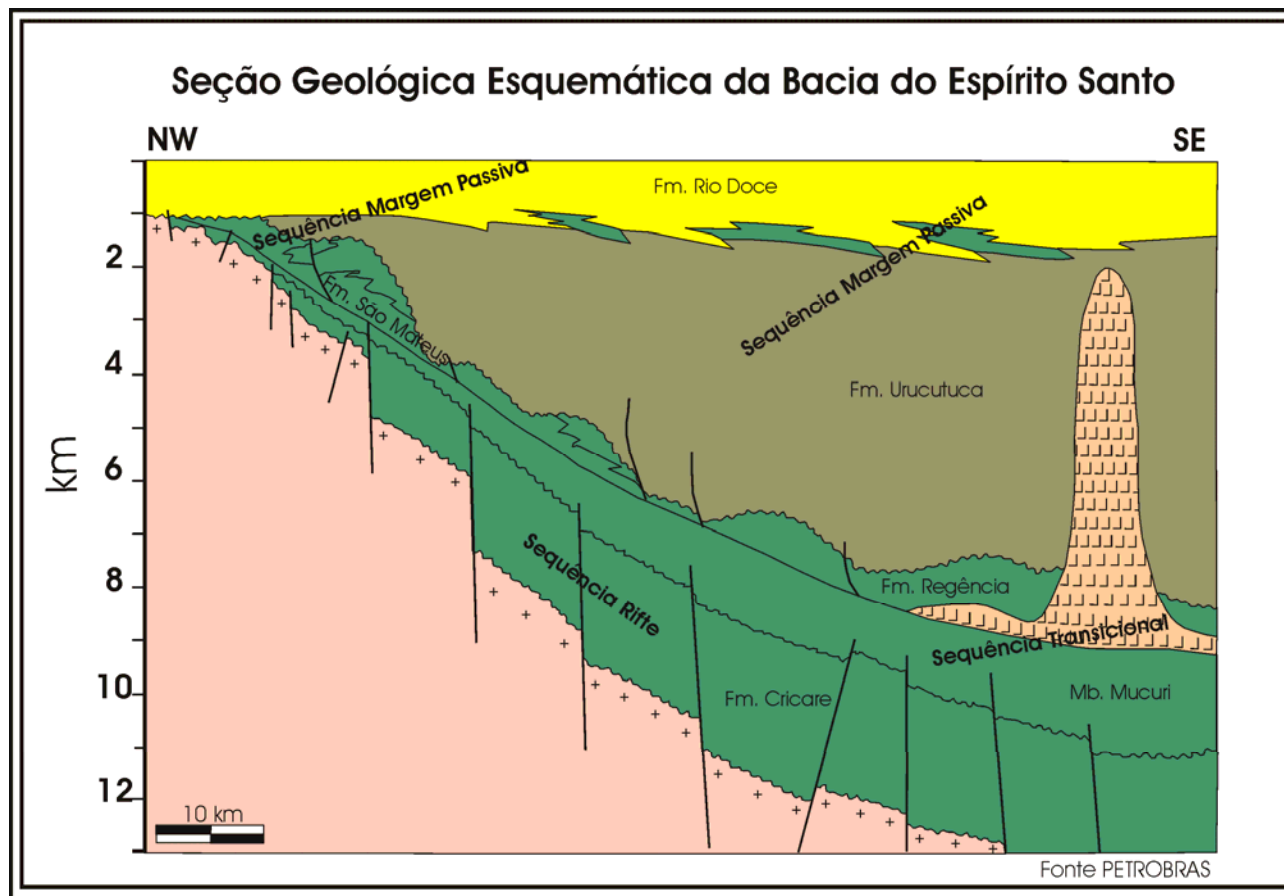 Seção Geológica Esquemática da Bacia do Espírito Santo
NW
SE
Sequência Margem Passiva
Fm. Rio Doce
Sequência Margem Passiva
2
Fm. São Mateus
4
Fm. Urucutuca
km
6
Sequência Rifte
8
Fm. Regência
Sequência Transicional
10
Fm. Cricare
Mb. Mucuri
12
10 km
Fonte PETROBRAS